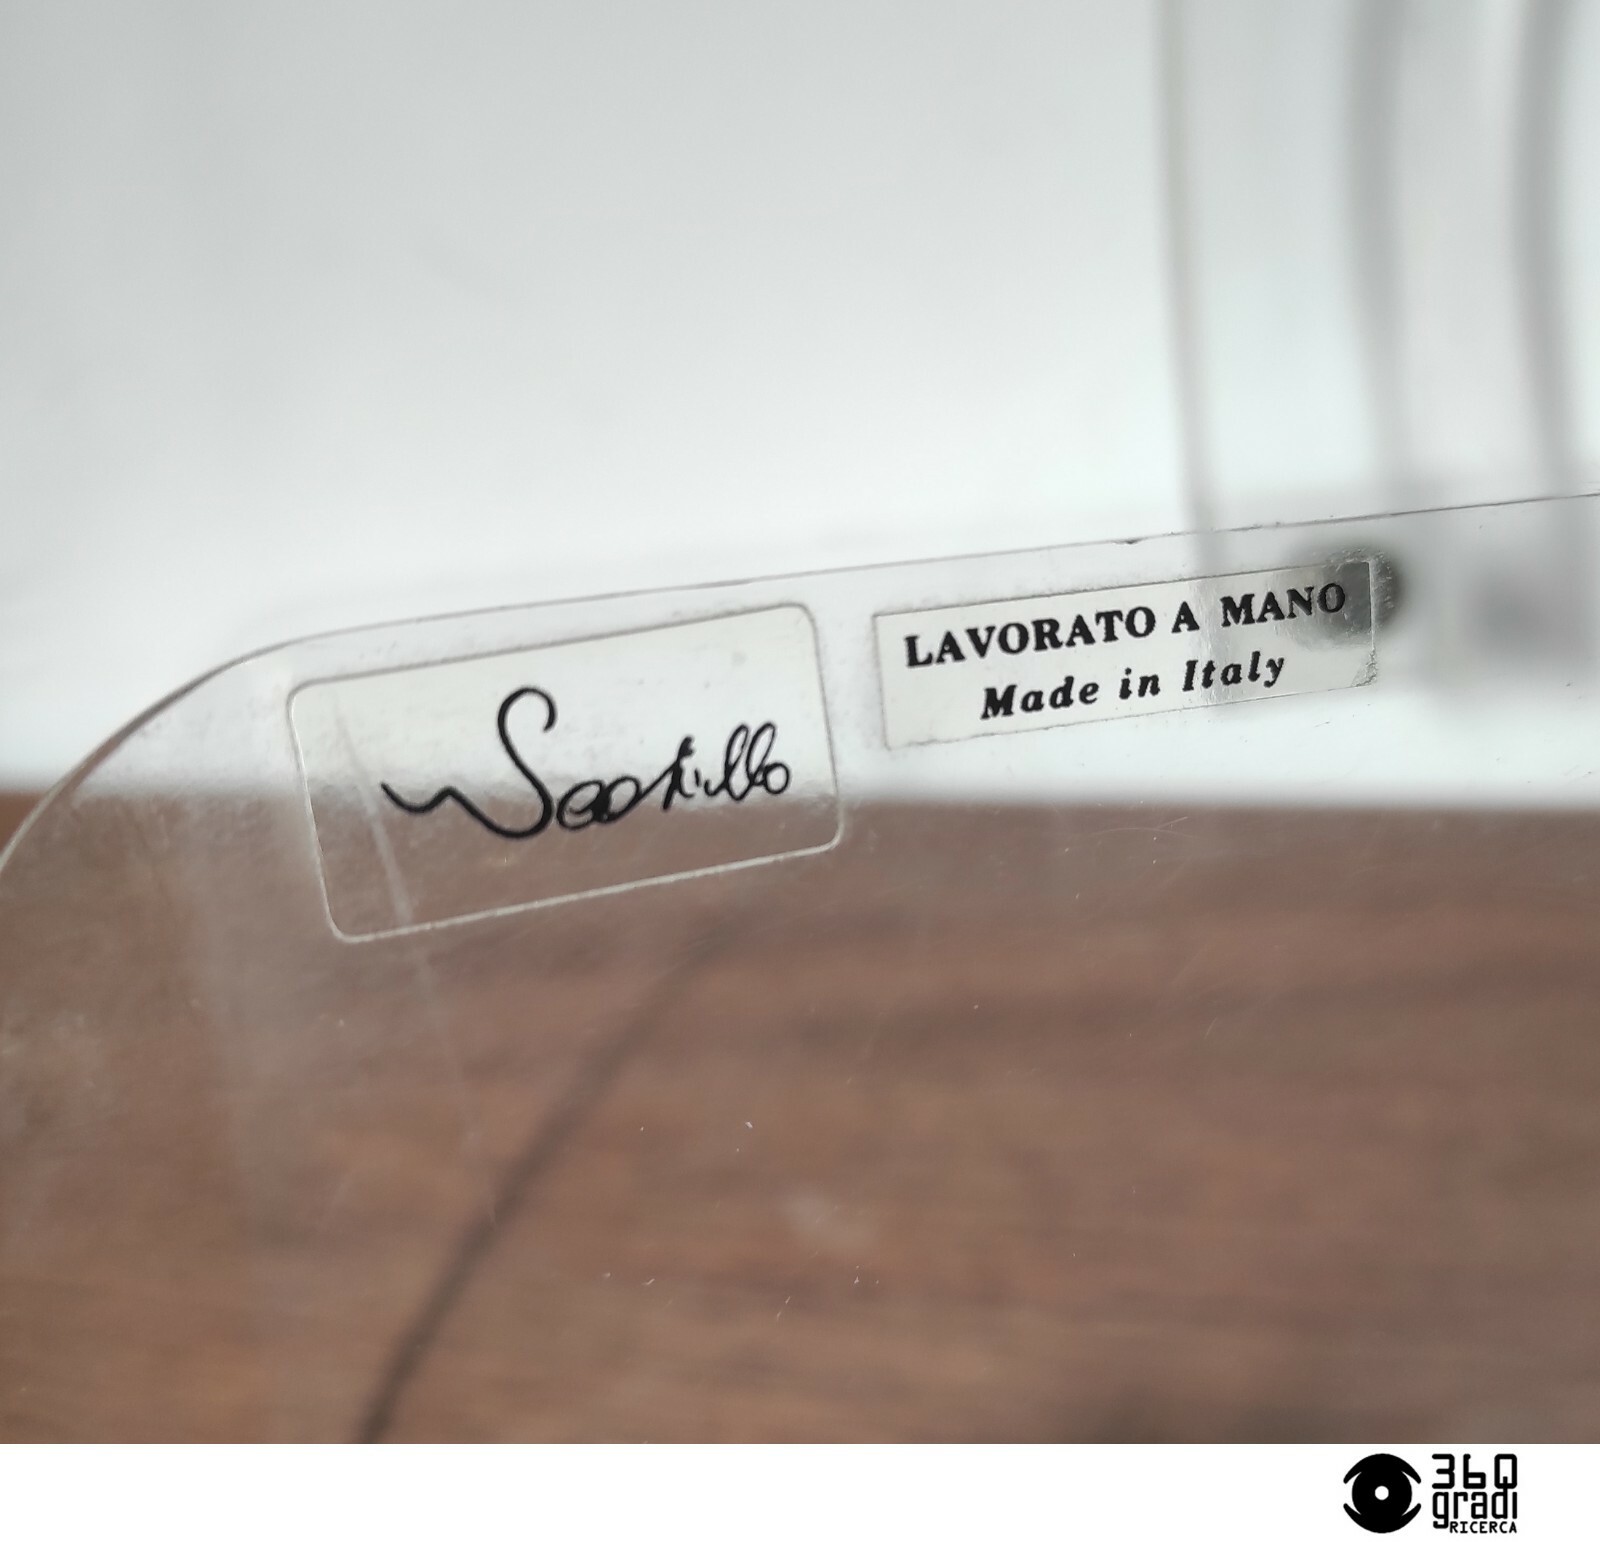 LAVORATO A MANO
Made in Italy
360
gradi
RICERCA